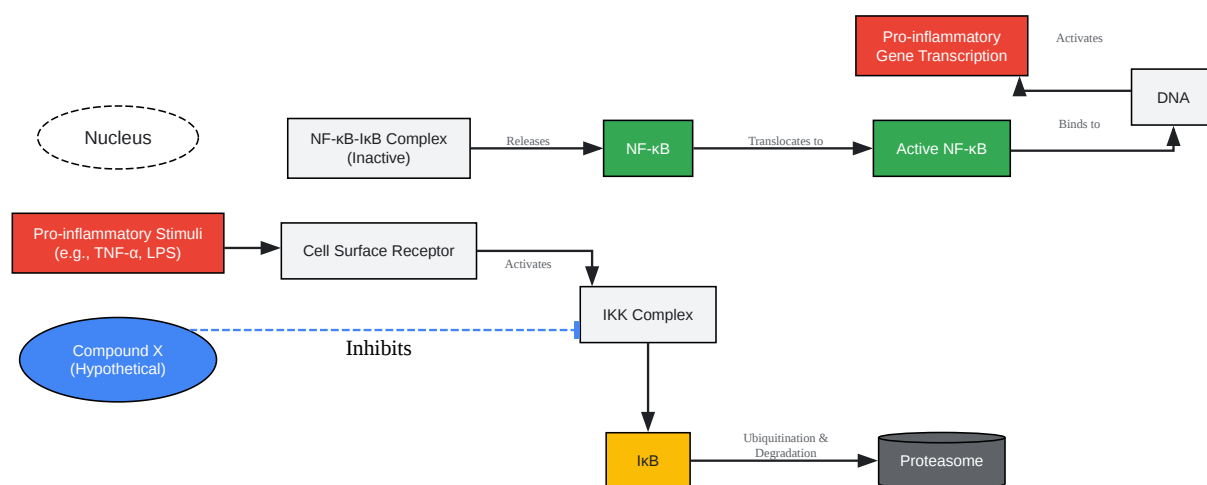 Pro-inflammatory
Gene Transcription
Activates
DNA
Nucleus
NF-κB-IκB Complex
(Inactive)
Releases
NF-κB
Translocates to
Active NF-κB
Binds to
Pro-inflammatory Stimuli
(e.g., TNF-α, LPS)
Cell Surface Receptor
Activates
IKK Complex
Compound X
(Hypothetical)
Inhibits
IκB
Ubiquitination &
Degradation
Proteasome